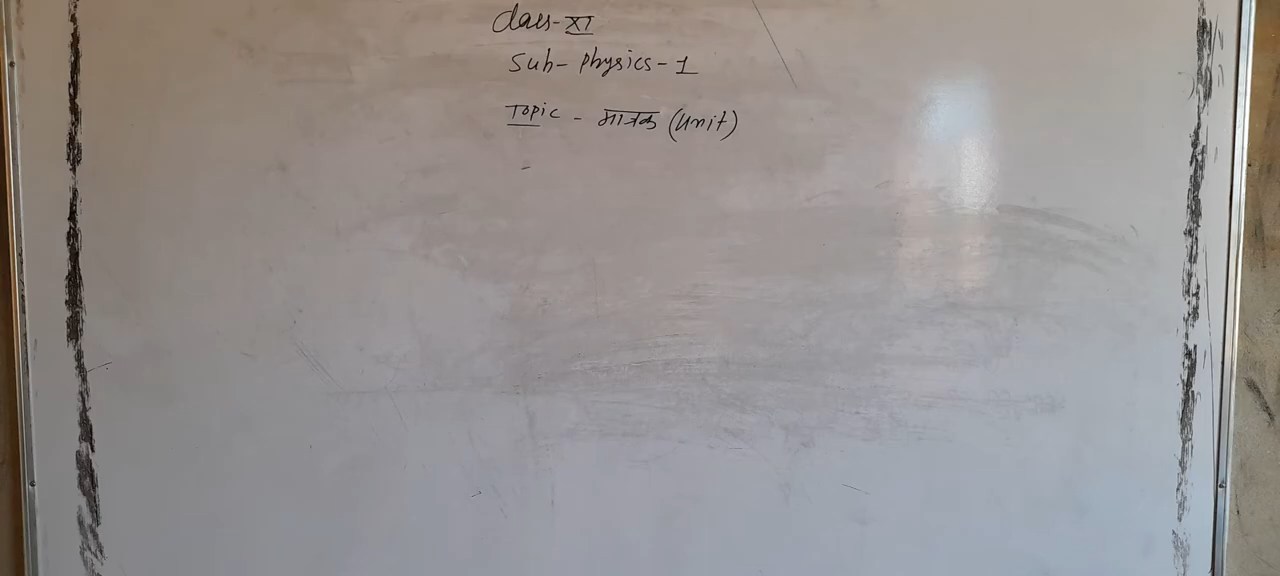 Class-XI
Sub- Physics-1
Topic - मात्रक (Unit)